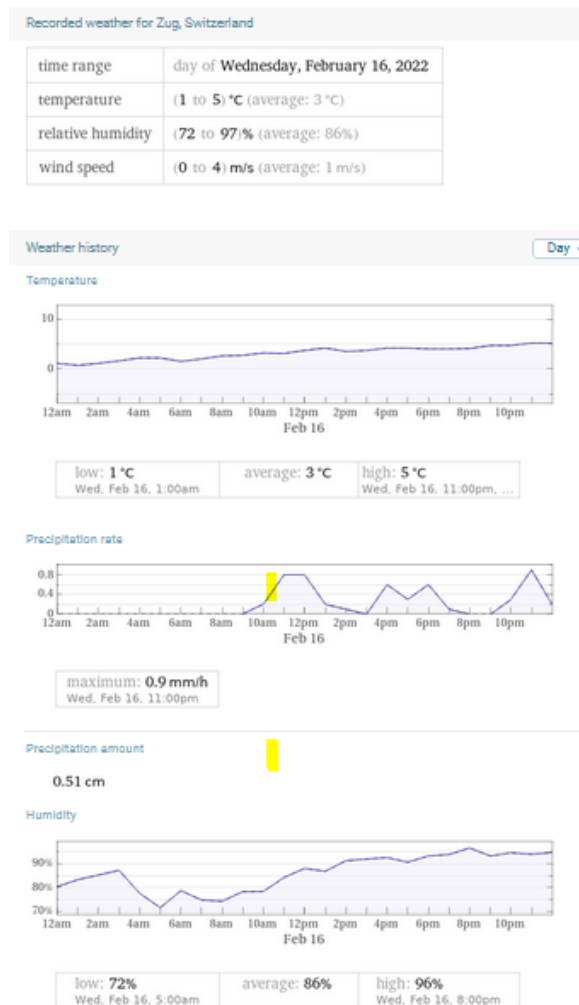 Recorded weather for Zug, Switzerland
time range day of Wednesday, February 16, 2022
temperature (1 to 5) °C (average: 3 °C)
relative humidity (72 to 97)% (average: 86%)
wind speed (0 to 4) m/s (average: 1 m/s)
Weather history Day
Temperature
10
0
12am 2am 4am 6am 8am 10am 12pm 2pm 4pm 6pm 8pm 10pm
Feb 16
low: 1 °C average: 3 °C high: 5 °C
Wed, Feb 16, 1:00am Wed, Feb 16, 11:00pm, ...
Precipitation rate
0.8
0.4
0
12am 2am 4am 6am 8am 10am 12pm 2pm 4pm 6pm 8pm 10pm
Feb 16
maximum: 0.9 mm/h
Wed, Feb 16, 11:00pm
Precipitation amount
0.51 cm
Humidity
90%
80%
70%
12am 2am 4am 6am 8am 10am 12pm 2pm 4pm 6pm 8pm 10pm
Feb 16
low: 72% average: 86% high: 96%
Wed, Feb 16, 5:00am Wed, Feb 16, 8:00pm